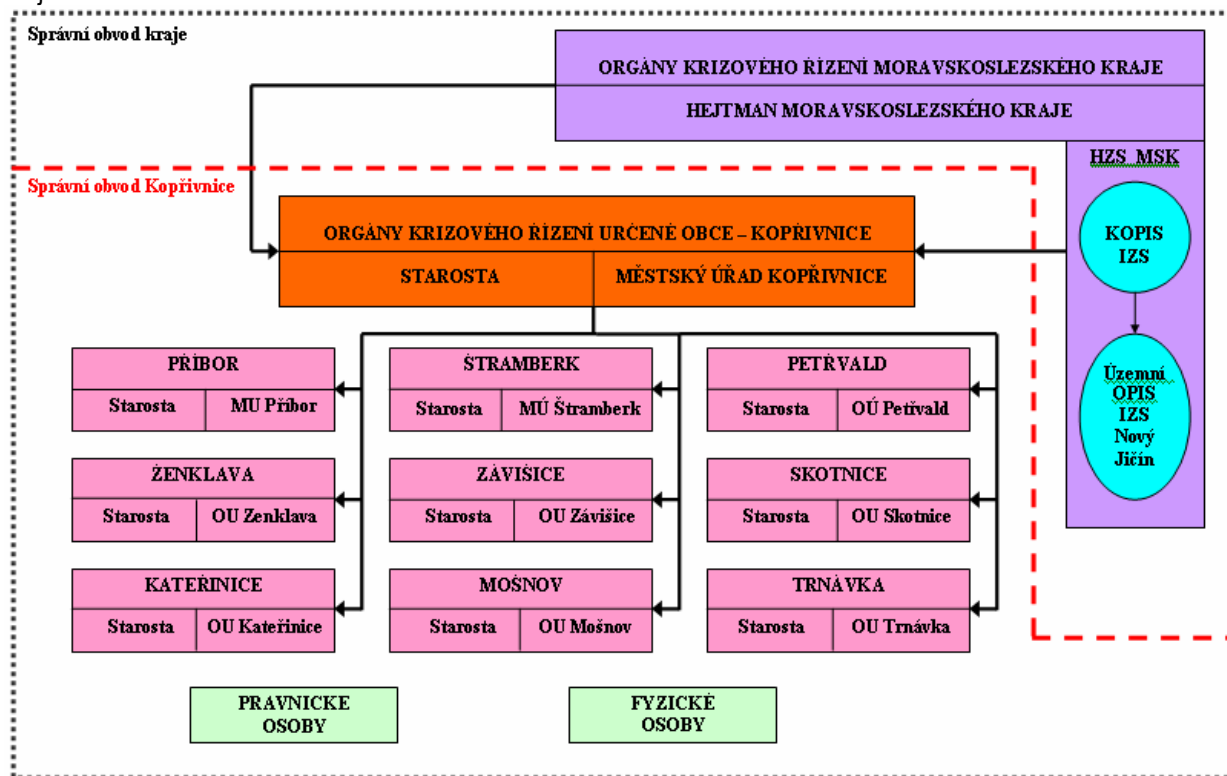 Správní obvod kraje
ORGÁNY KRIZOVÉHO ŘÍZENÍ MORAVSKOSLEZSKÉHO KRAJE
HEJTMAN MORAVSKOSLEZSKÉHO KRAJE
HZS MSK
Správní obvod Kopřivnice
KOPIS
IZS
ORGÁNY KRIZOVÉHO ŘÍZENÍ URČENÉ OBCE – KOPŘIVNICE
STAROSTA
MĚSTSKÝ ÚŘAD KOPŘIVNICE
PŘÍBOR
Starosta
MU Příbor
ŠTRAMBERK
Starosta
MÚ Štramberk
PETŘVALD
Starosta
OÚ Petřvald
Územní
OPIS
IZS
Nový
Jičín
ŽENKLAVA
Starosta
OU Zenklava
ZÁVIŠICE
Starosta
OU Závišice
SKOTNICE
Starosta
OU Skotnice
KATEŘINICE
Starosta
OU Kateřinice
MOŠNOV
Starosta
OU Mošnov
TRNÁVKA
Starosta
OU Trnávka
PRAVNICKE
OSOBY
FYZICKÉ
OSOBY